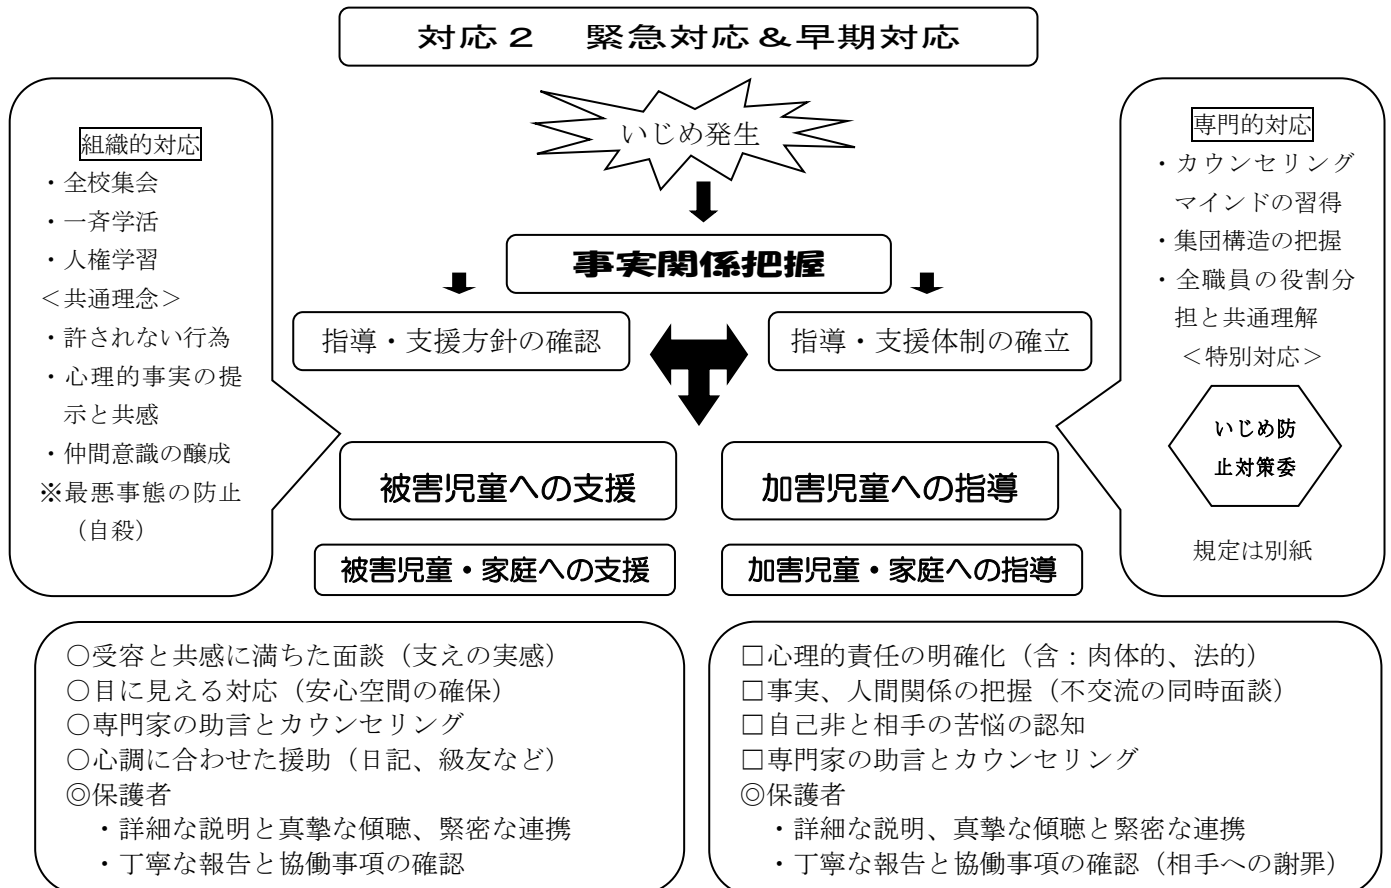 対応２　緊急対応＆早期対応
いじめ発生
組織的対応
・全校集会
・一斉学活
・人権学習
＜共通理念＞
・許されない行為
・心理的事実の提
示と共感
・仲間意識の醸成
※最悪事態の防止
（自殺）
事実関係把握
指導・支援方針の確認
指導・支援体制の確立
専門的対応
・カウンセリング
マインドの習得
・集団構造の把握
・全職員の役割分
担と共通理解
＜特別対応＞
いじめ防
止対策委
規定は別紙
被害児童への支援
加害児童への指導
被害児童・家庭への支援
加害児童・家庭への指導
○受容と共感に満ちた面談（支えの実感）
○目に見える対応（安心空間の確保）
○専門家の助言とカウンセリング
○心調に合わせた援助（日記、級友など）
◎保護者
・詳細な説明と真摯な傾聴、緊密な連携
・丁寧な報告と協働事項の確認
□心理的責任の明確化（含：肉体的、法的）
□事実、人間関係の把握（不交流の同時面談）
□自己非と相手の苦悩の認知
□専門家の助言とカウンセリング
◎保護者
・詳細な説明、真摯な傾聴と緊密な連携
・丁寧な報告と協働事項の確認（相手への謝罪）